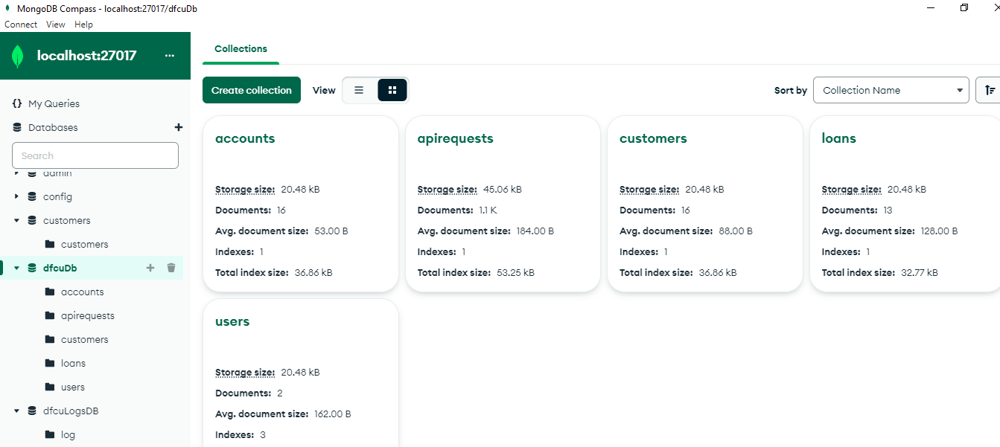 MongoDB Compass - localhost:27017/dfcuDb
Connect View Help
localhost:27017 ...
My Queries
Databases
Search
admin
config
customers
customers
dfcuDb
accounts
apirequests
customers
loans
users
dfcuLogsDB
log
Collections
Create collection View Sort by Collection Name
accounts
Storage size: 20.48 kB
Documents: 16
Avg. document size: 53.00 B
Indexes: 1
Total index size: 36.86 kB
apirequests
Storage size: 45.06 kB
Documents: 1.1 K
Avg. document size: 184.00 B
Indexes: 1
Total index size: 53.25 kB
customers
Storage size: 20.48 kB
Documents: 16
Avg. document size: 88.00 B
Indexes: 1
Total index size: 36.86 kB
loans
Storage size: 20.48 kB
Documents: 13
Avg. document size: 128.00 B
Indexes: 1
Total index size: 32.77 kB
users
Storage size: 20.48 kB
Documents: 2
Avg. document size: 162.00 B
Indexes: 3